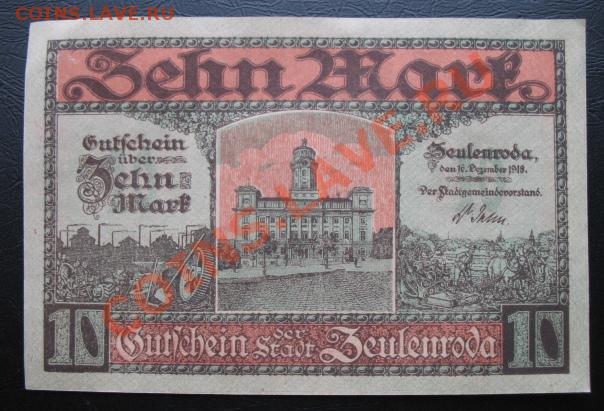 COINS.LAVE.RU
Zehn Mark
Gutschein
über
Zehn
Mark
Zeulenroda,
den 16. Dezember 1918.
Der Stadtgemeindevorstand.
10
Gutschein der Stadt Zeulenroda
10
COINS.LAVE.RU